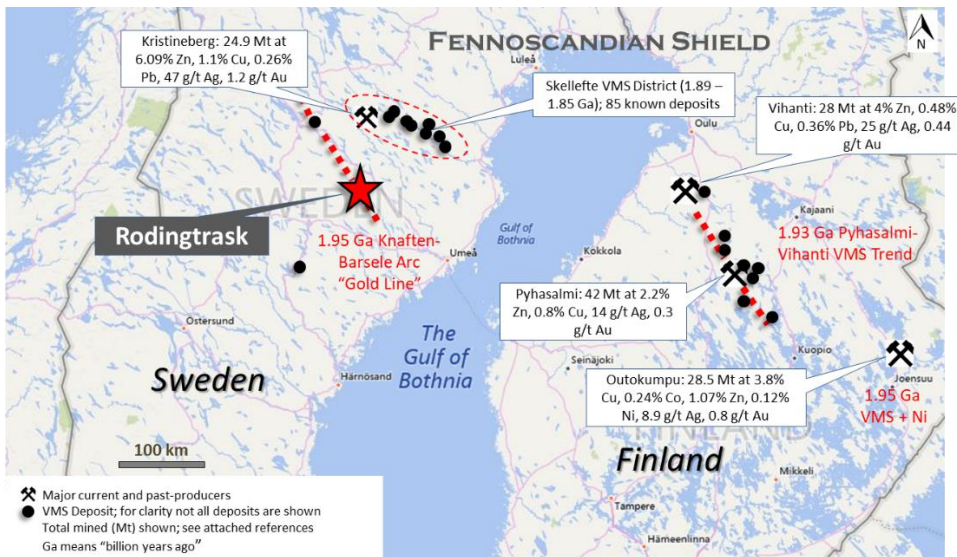 FENNOSCANDIAN SHIELD
N
Kristineberg: 24.9 Mt at
6.09% Zn, 1.1% Cu, 0.26%
Pb, 47 g/t Ag, 1.2 g/t Au
Luleå
Skellefte VMS District (1.89 –
1.85 Ga); 85 known deposits
Vihanti: 28 Mt at 4% Zn, 0.48%
Cu, 0.36% Pb, 25 g/t Ag, 0.44
g/t Au
Oulu
SWEDEN
Rodingtrask
1.95 Ga Knaften-
Barsele Arc
“Gold Line”
Umeå
Gulf of
Bothnia
Kokkola
Kajaani
1.93 Ga Pyhasalmi-
Vihanti VMS Trend
Pyhasalmi: 42 Mt at 2.2%
Zn, 0.8% Cu, 14 g/t Ag, 0.3
g/t Au
Östersund
The
Gulf of
Bothnia
Sweden
Härnösand
Seinäjoki
Kuopio
Outokumpu: 28.5 Mt at 3.8%
Cu, 0.24% Co, 1.07% Zn, 0.12%
Ni, 8.9 g/t Ag, 0.8 g/t Au
Joensuu
1.95 Ga
VMS + Ni
FINLAND
Finland
100 km
Mikkeli
Tampere
Hämeenlinna
Major current and past-producers
VMS Deposit; for clarity not all deposits are shown
Total mined (Mt) shown; see attached references
Ga means “billion years ago”